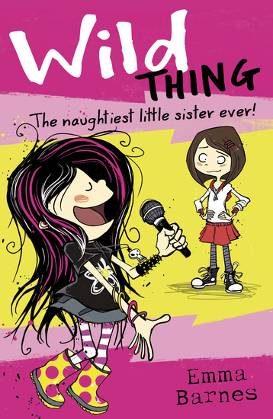 Wild
THING
The naughtiest little sister ever!
Emma
Barnes